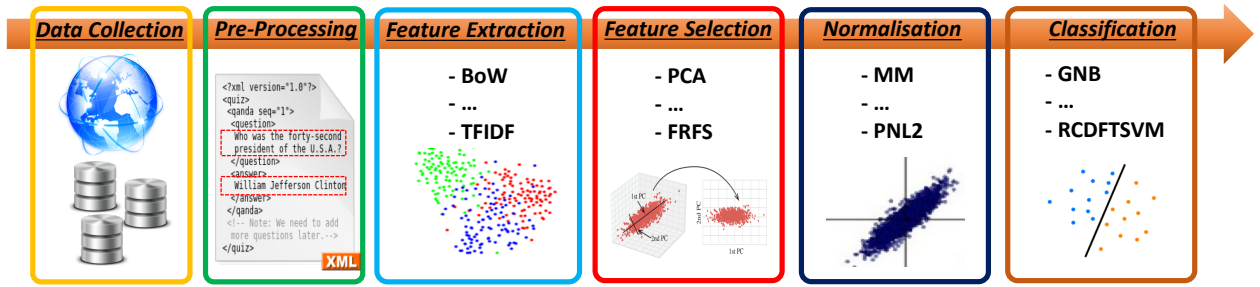 Data Collection
Pre-Processing
Feature Extraction
Feature Selection
Normalisation
Classification
<?xml version="1.0"?>
<quiz>
<qanda seq="1">
<question>
Who was the forty-second
president of the U.S.A.?
</question>
<answer>
William Jefferson Clinton
</answer>
</qanda>
<!-- Note: We need to add
more questions later.-->
</quiz>
XML
- BoW
- ...
- TFIDF
- PCA
- ...
- FRFS
1st PC
2nd PC
2nd PC
1st PC
- MM
- ...
- PNL2
- GNB
- ...
- RCDFTSVM